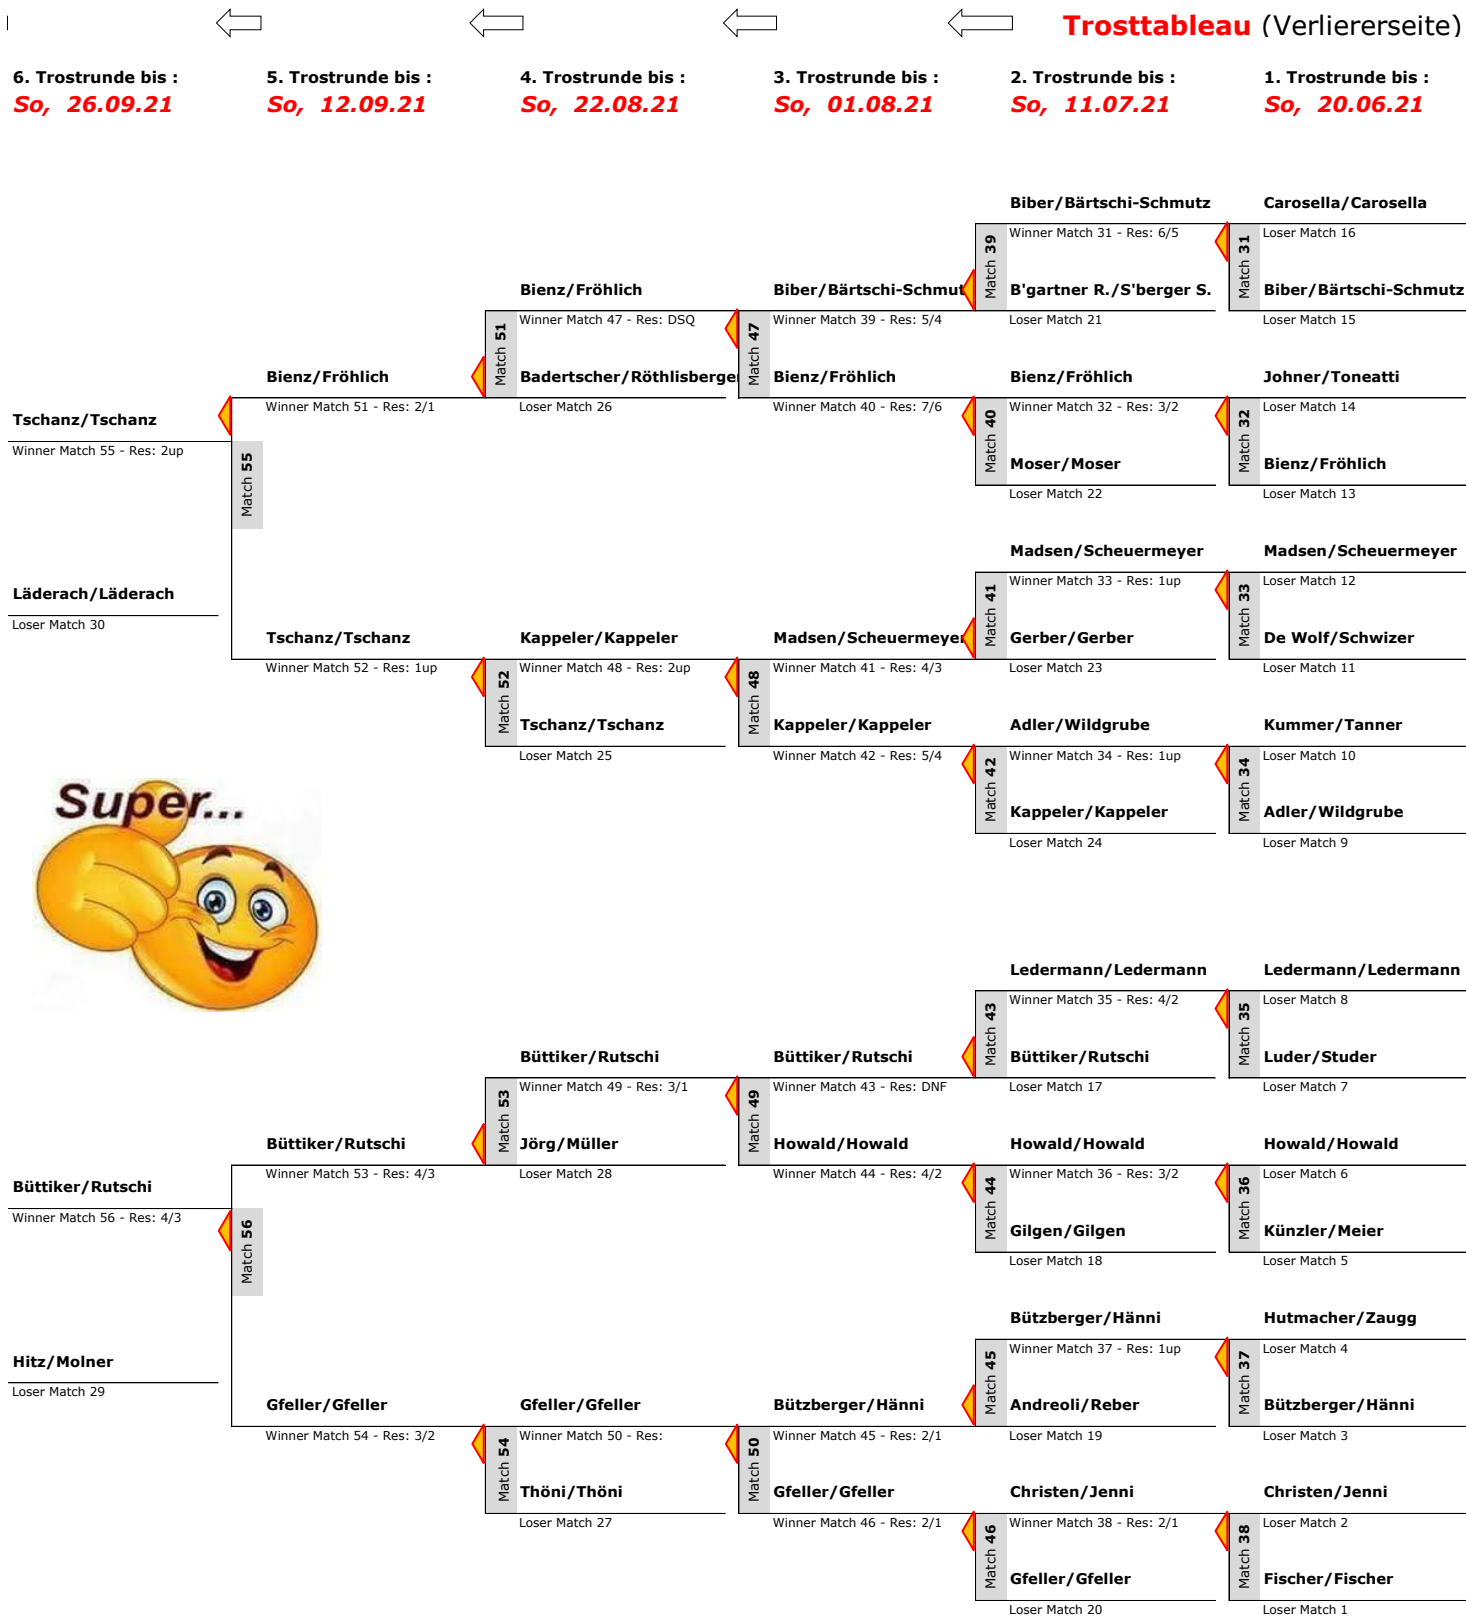 Trosttableau (Verliererseite)
6. Trostrunde bis :
So, 26.09.21
5. Trostrunde bis :
So, 12.09.21
4. Trostrunde bis :
So, 22.08.21
3. Trostrunde bis :
So, 01.08.21
2. Trostrunde bis :
So, 11.07.21
1. Trostrunde bis :
So, 20.06.21
Tschanz/Tschanz
Winner Match 55 - Res: 2up
Läderach/Läderach
Loser Match 30
Super...
Büttiker/Rutschi
Winner Match 56 - Res: 4/3
Hitz/Molner
Loser Match 29
Match 55
Match 56
Bienz/Fröhlich
Winner Match 51 - Res: 2/1
Tschanz/Tschanz
Winner Match 52 - Res: 1up
Büttiker/Rutschi
Winner Match 53 - Res: 4/3
Gfeller/Gfeller
Winner Match 54 - Res: 3/2
Match 51
Match 52
Match 53
Match 54
Bienz/Fröhlich
Winner Match 47 - Res: DSQ
Badertscher/Röthlisberger
Loser Match 26
Kappeler/Kappeler
Winner Match 48 - Res: 2up
Tschanz/Tschanz
Loser Match 25
Büttiker/Rutschi
Winner Match 49 - Res: 3/1
Jörg/Müller
Loser Match 28
Gfeller/Gfeller
Winner Match 50 - Res:
Thöni/Thöni
Loser Match 27
Match 47
Match 48
Match 49
Match 50
Biber/Bärtschi-Schmut
Winner Match 39 - Res: 5/4
Bienz/Fröhlich
Winner Match 40 - Res: 7/6
Madsen/Scheuermeyer
Winner Match 41 - Res: 4/3
Kappeler/Kappeler
Winner Match 42 - Res: 5/4
Büttiker/Rutschi
Winner Match 43 - Res: DNF
Howald/Howald
Winner Match 44 - Res: 4/2
Bützberger/Hänni
Winner Match 45 - Res: 2/1
Gfeller/Gfeller
Winner Match 46 - Res: 2/1
Match 39
Match 40
Match 41
Match 42
Match 43
Match 44
Match 45
Match 46
Biber/Bärtschi-Schmutz
Winner Match 31 - Res: 6/5
B'gartner R./S'berger S.
Loser Match 21
Bienz/Fröhlich
Winner Match 32 - Res: 3/2
Moser/Moser
Loser Match 22
Madsen/Scheuermeyer
Winner Match 33 - Res: 1up
Gerber/Gerber
Loser Match 23
Adler/Wildgrube
Winner Match 34 - Res: 1up
Kappeler/Kappeler
Loser Match 24
Ledermann/Ledermann
Winner Match 35 - Res: 4/2
Büttiker/Rutschi
Loser Match 17
Howald/Howald
Winner Match 36 - Res: 3/2
Gilgen/Gilgen
Loser Match 18
Bützberger/Hänni
Winner Match 37 - Res: 1up
Andreoli/Reber
Loser Match 19
Christen/Jenni
Winner Match 38 - Res: 2/1
Gfeller/Gfeller
Loser Match 20
Match 31
Match 32
Match 33
Match 34
Match 35
Match 36
Match 37
Match 38
Carosella/Carosella
Loser Match 16
Biber/Bärtschi-Schmutz
Loser Match 15
Johner/Toneatti
Loser Match 14
Bienz/Fröhlich
Loser Match 13
Madsen/Scheuermeyer
Loser Match 12
De Wolf/Schwizer
Loser Match 11
Kummer/Tanner
Loser Match 10
Adler/Wildgrube
Loser Match 9
Ledermann/Ledermann
Loser Match 8
Luder/Studer
Loser Match 7
Howald/Howald
Loser Match 6
Künzler/Meier
Loser Match 5
Hutmacher/Zaugg
Loser Match 4
Bützberger/Hänni
Loser Match 3
Christen/Jenni
Loser Match 2
Fischer/Fischer
Loser Match 1